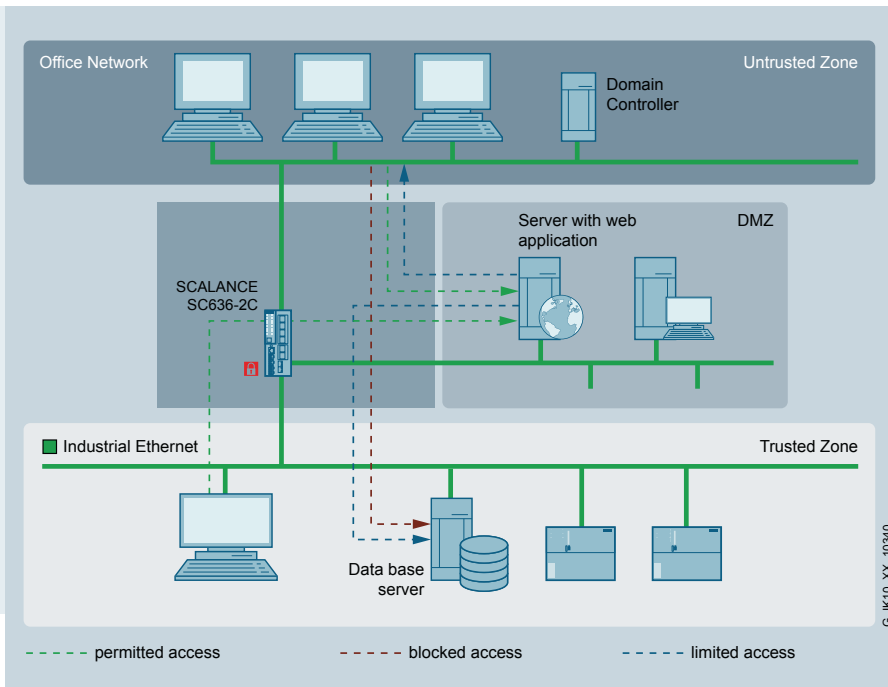 Office Network
Untrusted Zone
Domain
Controller
Server with web
application
DMZ
SCALANCE
SC636-2C
Industrial Ethernet
Trusted Zone
Data base
server
G_IK10_XX_10340
permitted access
blocked access
limited access